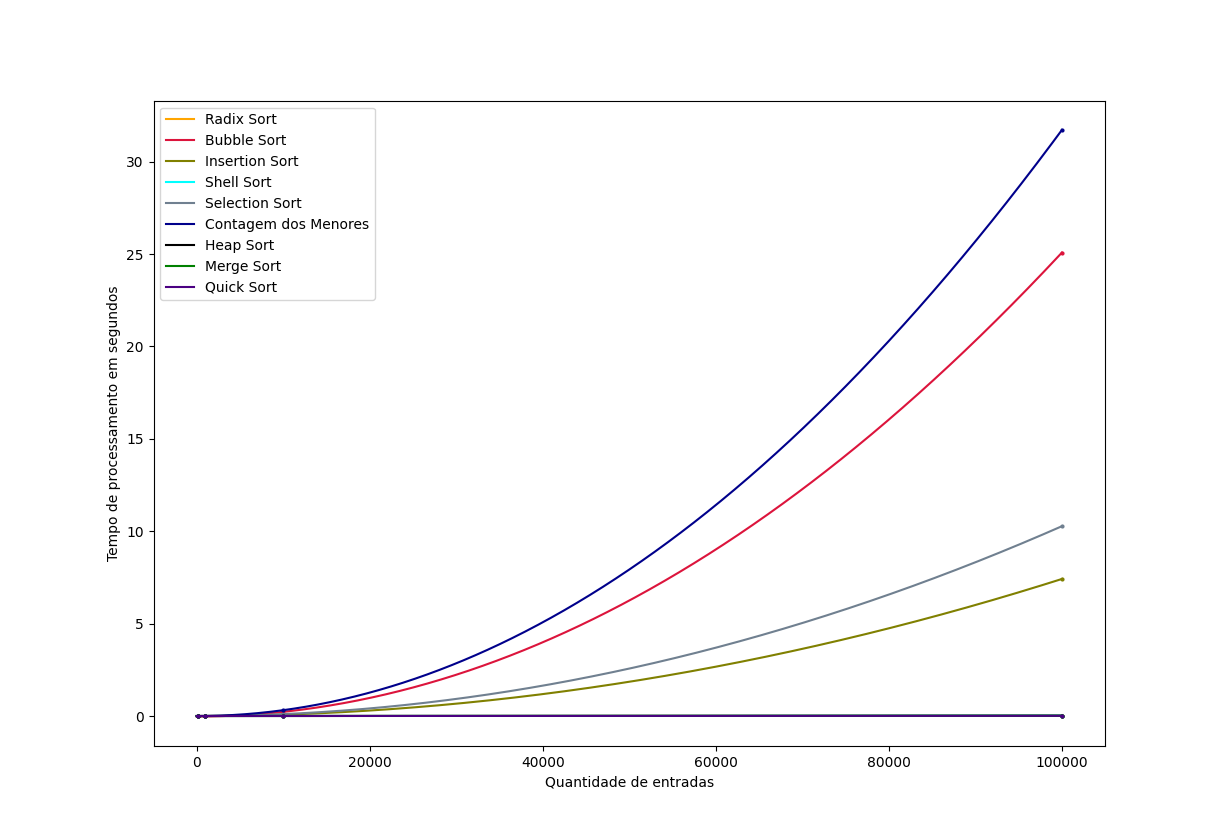 Radix Sort
Bubble Sort
Insertion Sort
Shell Sort
Selection Sort
Contagem dos Menores
Heap Sort
Merge Sort
Quick Sort
30
25
20
15
10
5
0
Tempo de processamento em segundos
0 20000 40000 60000 80000 100000
Quantidade de entradas